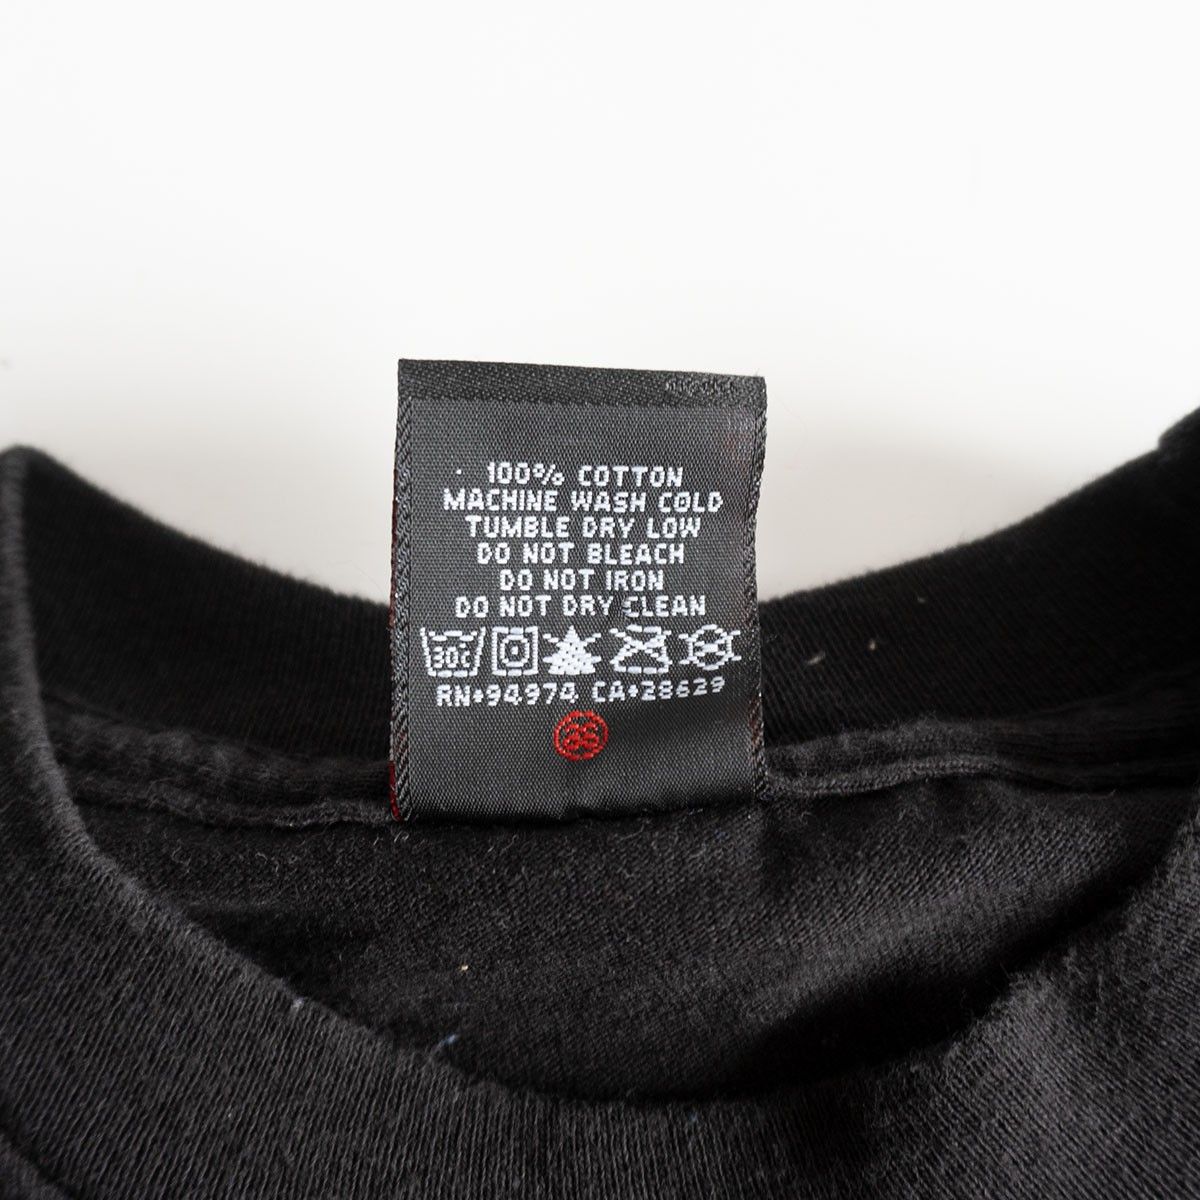 100% COTTON
MACHINE WASH COLD
TUMBLE DRY LOW
DO NOT BLEACH
DO NOT IRON
DO NOT DRY CLEAN
30c
RN*94974 CA*28629